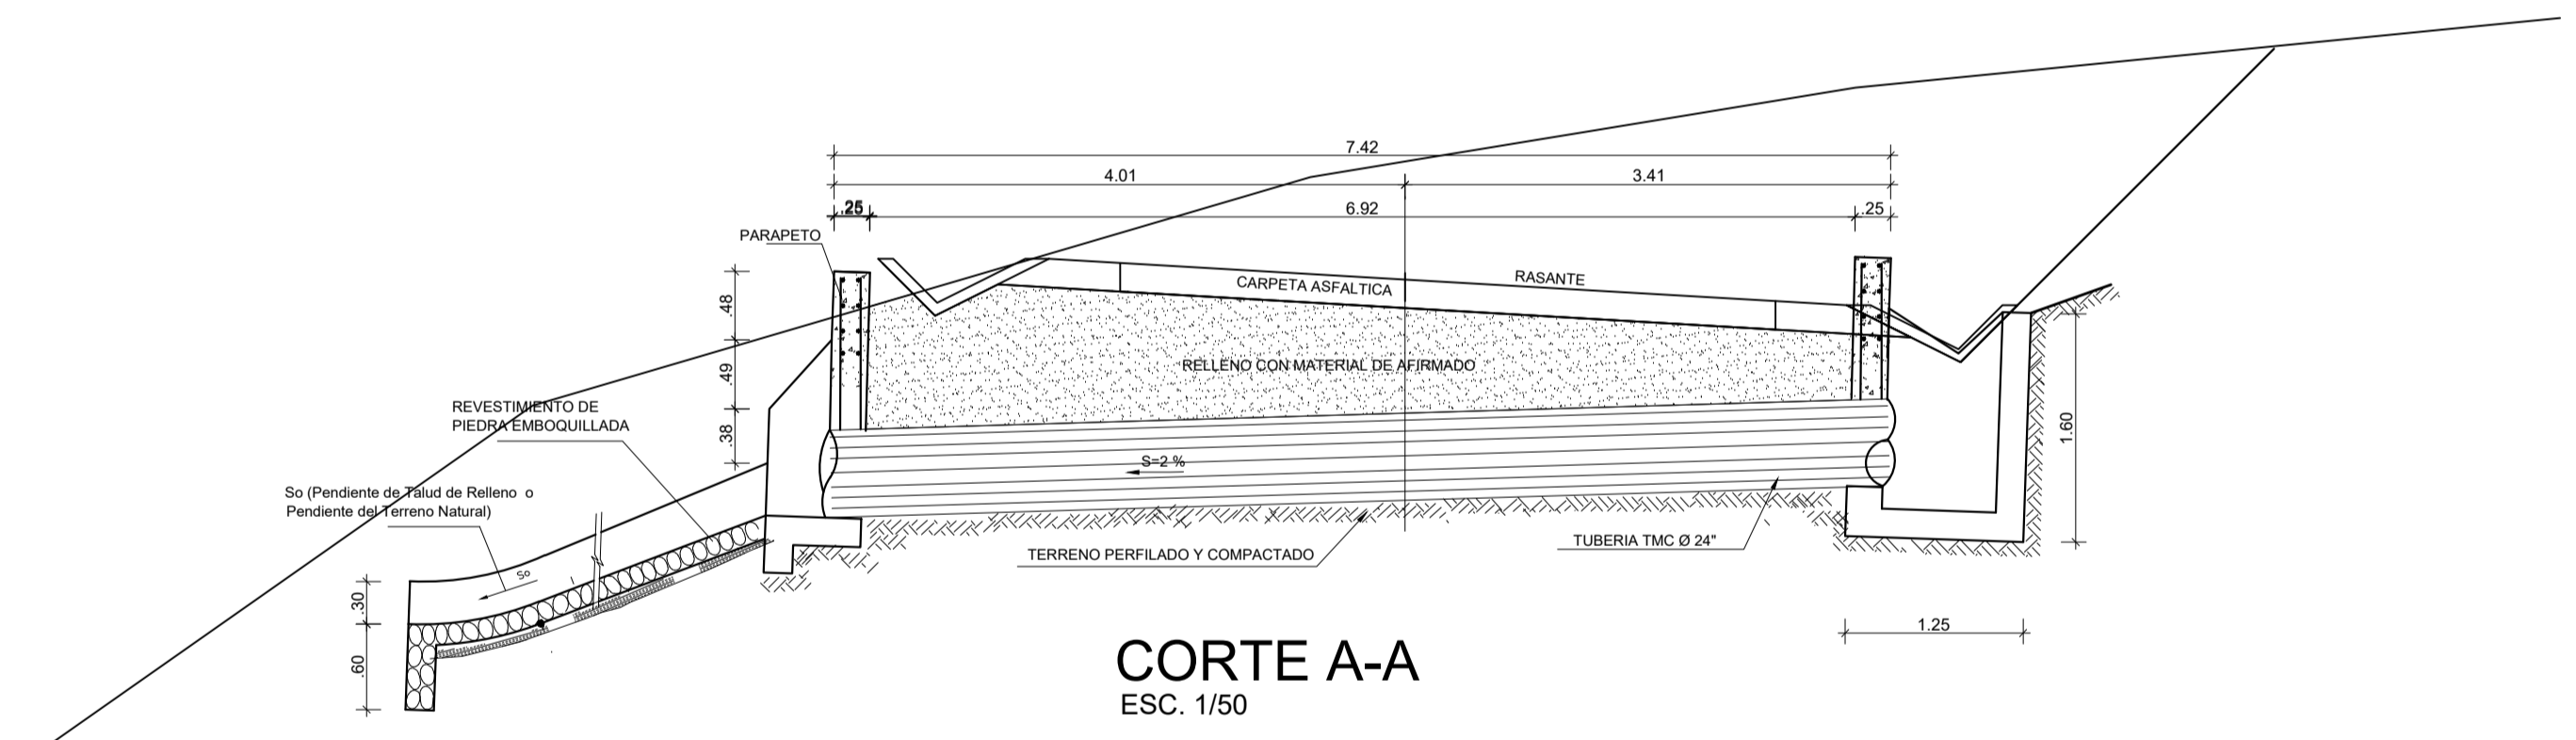 7.42
4.01
3.41
.25
6.92
.25
PARAPETO
.48
.49
.38
CARPETA ASFALTICA
RASANTE
RELLENO CON MATERIAL DE AFIRMADO
REVESTIMIENTO DE
PIEDRA EMBOQUILLADA
1.60
S=2 %
So (Pendiente de Talud de Relleno o
Pendiente del Terreno Natural)
So
TERRENO PERFILADO Y COMPACTADO
TUBERIA TMC Ø 24"
.30
.60
1.25
CORTE A-A
ESC. 1/50